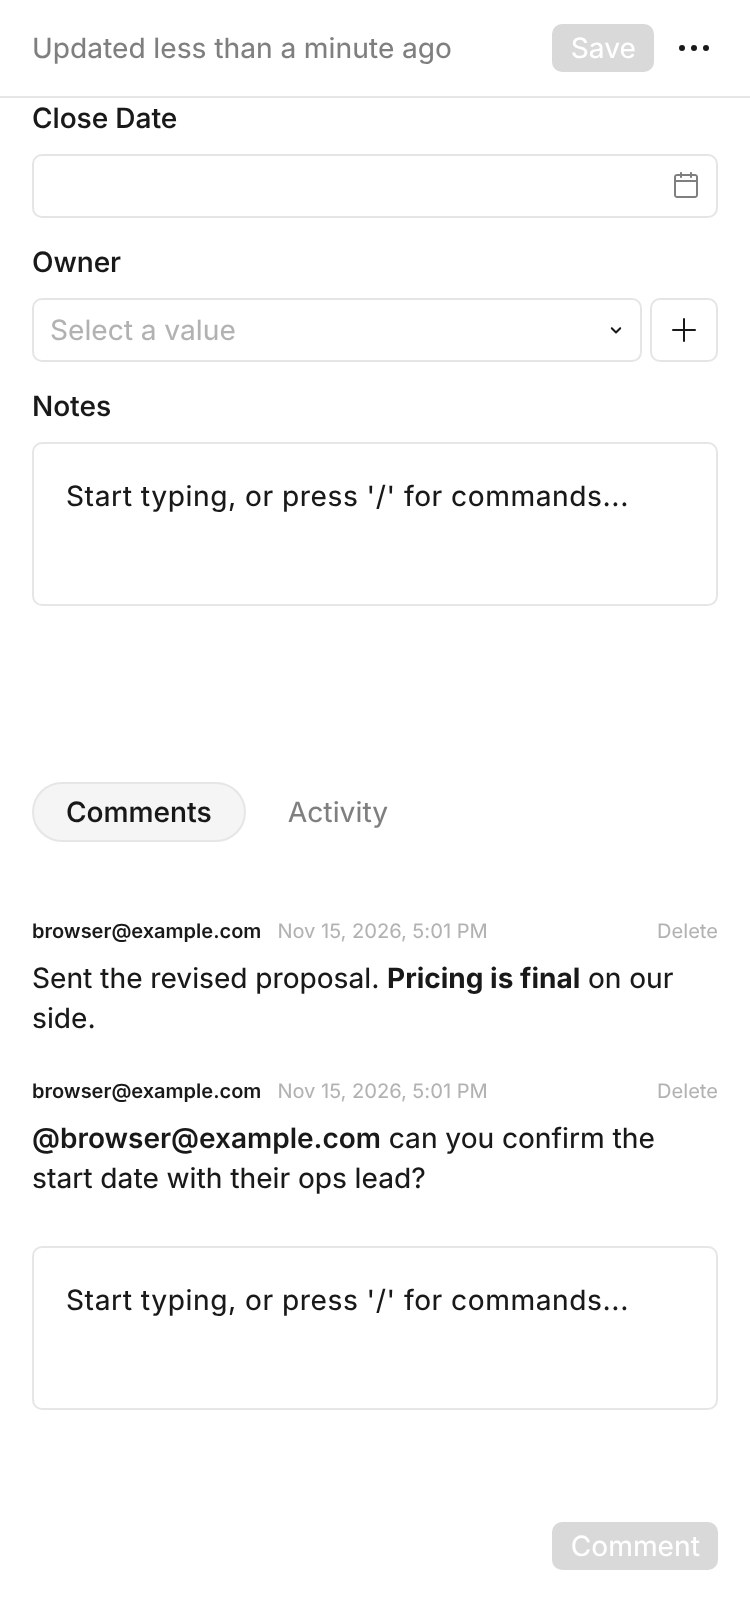 Updated less than a minute ago
Save
Close Date
Owner
Select a value
Notes
Start typing, or press '/' for commands...
Comments
Activity
browser@example.com Nov 15, 2026, 5:01 PM Delete
Sent the revised proposal. Pricing is final on our
side.
browser@example.com Nov 15, 2026, 5:01 PM Delete
@browser@example.com can you confirm the
start date with their ops lead?
Start typing, or press '/' for commands...
Comment